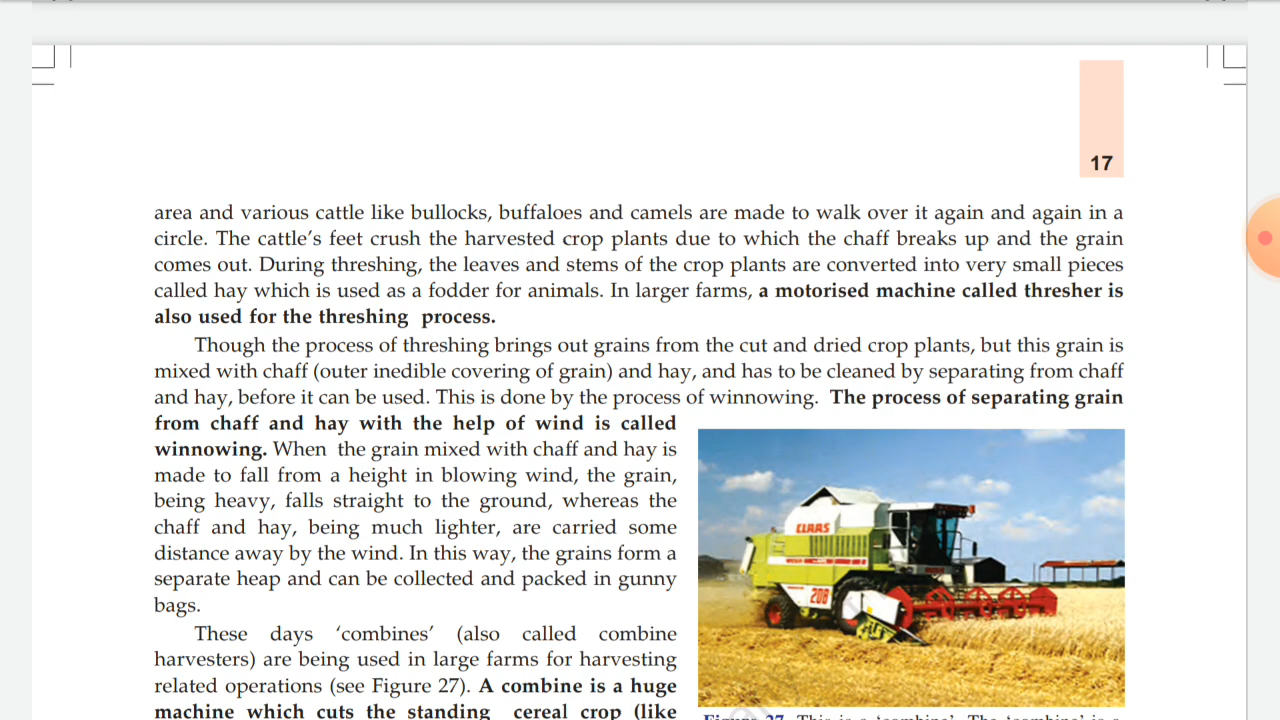 17
area and various cattle like bullocks, buffaloes and camels are made to walk over it again and again in a
circle. The cattle’s feet crush the harvested crop plants due to which the chaff breaks up and the grain
comes out. During threshing, the leaves and stems of the crop plants are converted into very small pieces
called hay which is used as a fodder for animals. In larger farms, a motorised machine called thresher is
also used for the threshing process.
Though the process of threshing brings out grains from the cut and dried crop plants, but this grain is
mixed with chaff (outer inedible covering of grain) and hay, and has to be cleaned by separating from chaff
and hay, before it can be used. This is done by the process of winnowing. The process of separating grain
from chaff and hay with the help of wind is called
winnowing. When the grain mixed with chaff and hay is
made to fall from a height in blowing wind, the grain,
being heavy, falls straight to the ground, whereas the
chaff and hay, being much lighter, are carried some
distance away by the wind. In this way, the grains form a
separate heap and can be collected and packed in gunny
bags.
These days ‘combines’ (also called combine
harvesters) are being used in large farms for harvesting
related operations (see Figure 27). A combine is a huge
machine which cuts the standing cereal crop (like
CLAAS
208
Figure 27. This is a ‘combine’. The ‘combine’ is a